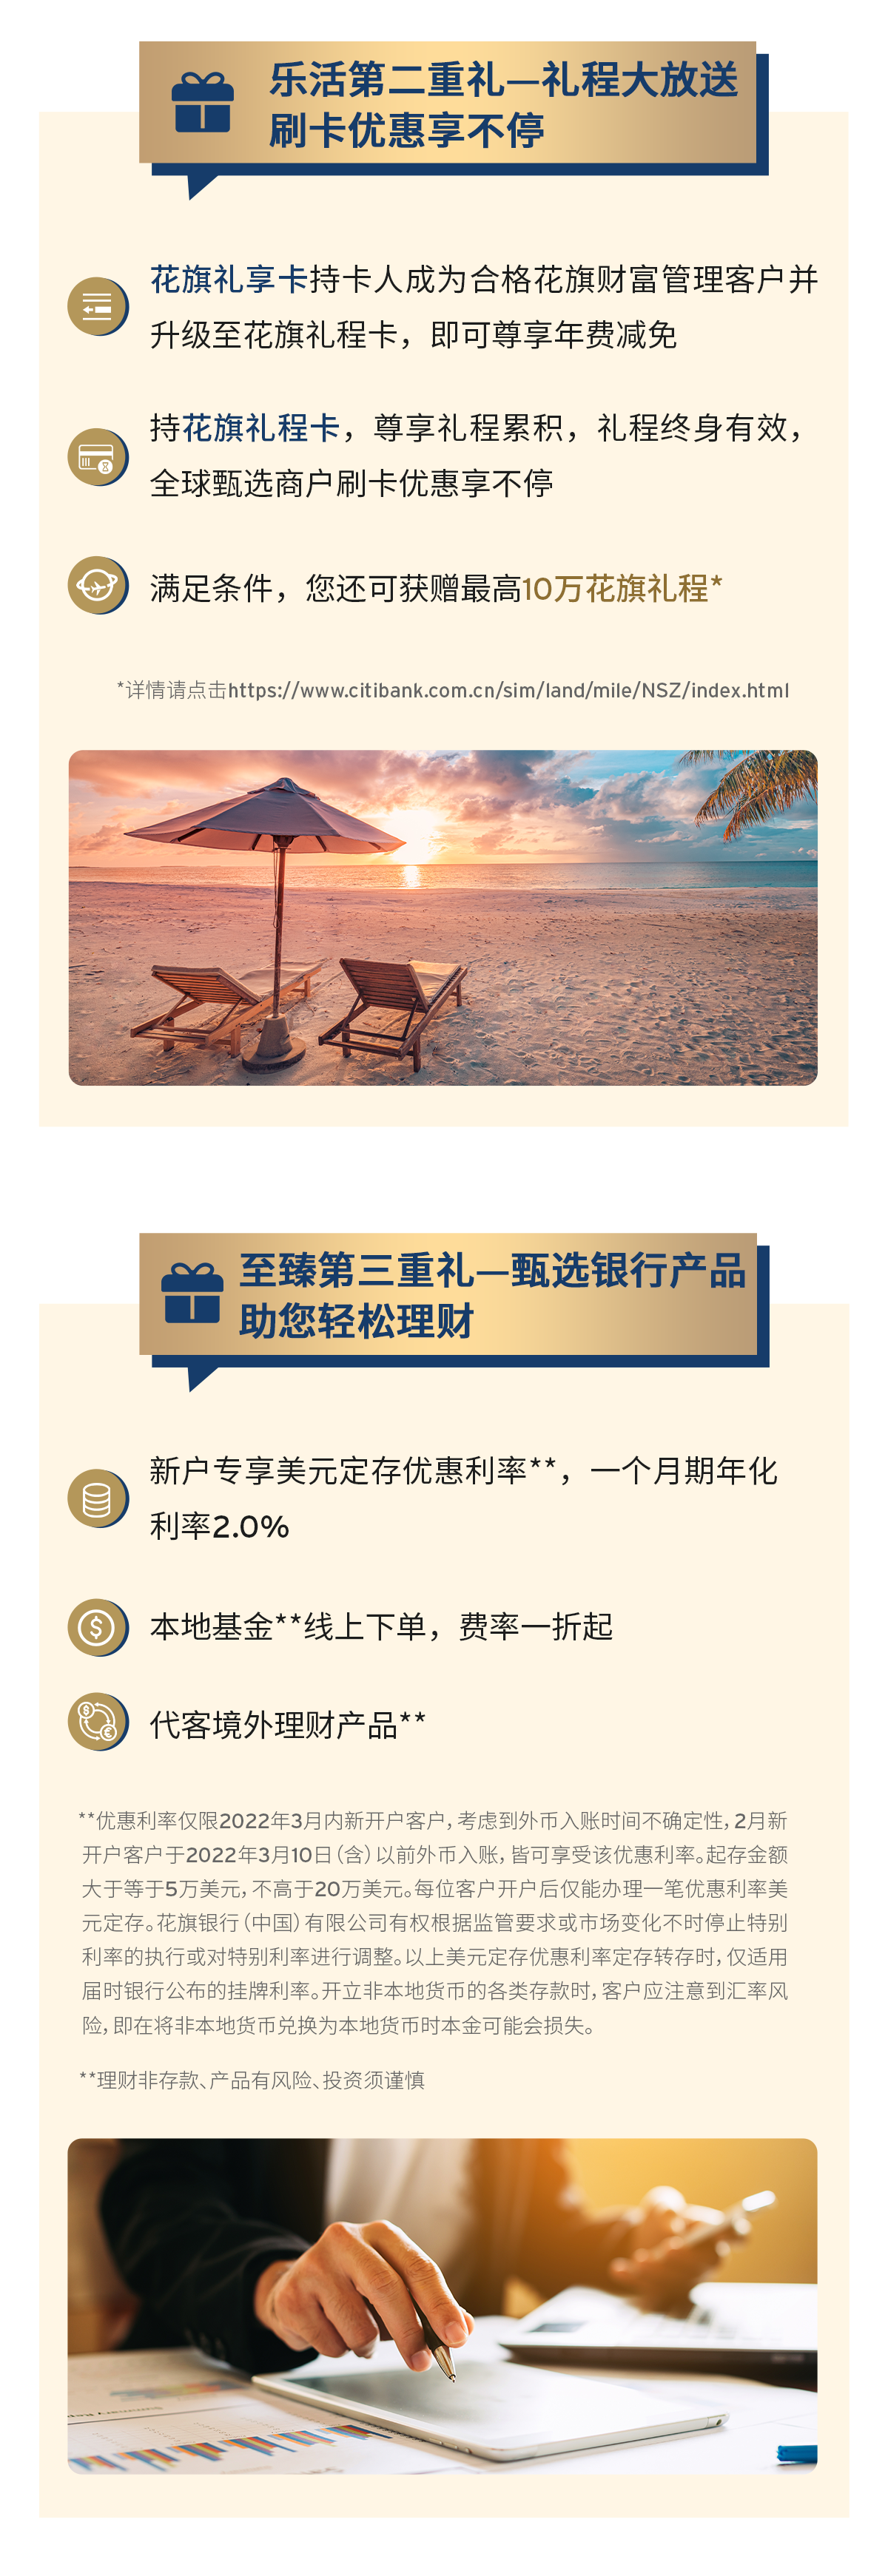 乐活第二重礼—礼程大放送
刷卡优惠享不停
花旗礼享卡持卡人成为合格花旗财富管理客户并
升级至花旗礼程卡，即可尊享年费减免
持花旗礼程卡，尊享礼程累积，礼程终身有效，
全球甄选商户刷卡优惠享不停
满足条件，您还可获赠最高10万花旗礼程*
*详情请点击https://www.citibank.com.cn/sim/land/mile/NSZ/index.html
至臻第三重礼—甄选银行产品
助您轻松理财
新户专享美元定存优惠利率**，一个月期年化
利率2.0%
本地基金**线上下单，费率一折起
代客境外理财产品**
**优惠利率仅限2022年3月内新开户客户，考虑到外币入账时间不确定性，2月新
开户客户于2022年3月10日（含）以前外币入账，皆可享受该优惠利率。起存金额
大于等于5万美元，不高于20万美元。每位客户开户后仅能办理一笔优惠利率美
元定存。花旗银行（中国）有限公司有权根据监管要求或市场变化不时停止特别
利率的执行或对特别利率进行调整。以上美元定存优惠利率定存转存时，仅适用
届时银行公布的挂牌利率。开立非本地货币的各类存款时，客户应注意到汇率风
险，即在将非本地货币兑换为本地货币时本金可能会损失。
**理财非存款、产品有风险、投资须谨慎